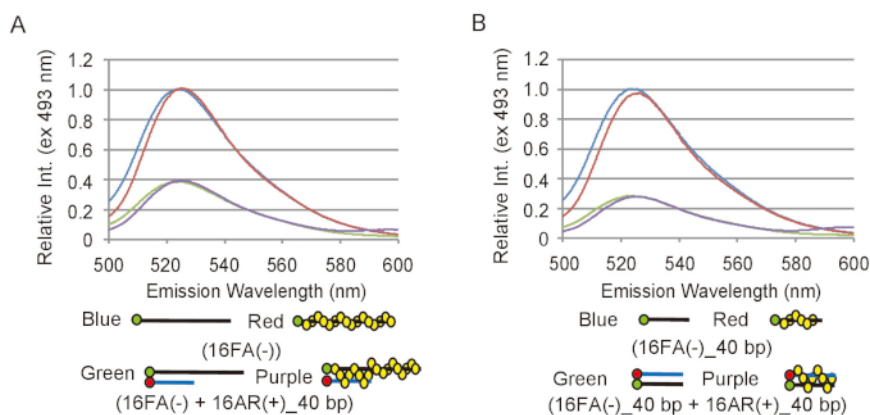 A
Relative Int. (ex 493 nm)
1.2
1.0
0.8
0.6
0.4
0.2
0
500 520 540 560 580 600
Emission Wavelength (nm)
Blue Red
(16FA(-))
Green Purple
(16FA(-) + 16AR(+)_40 bp)
B
Relative Int. (ex 493 nm)
1.2
1.0
0.8
0.6
0.4
0.2
0
500 520 540 560 580 600
Emission Wavelength (nm)
Blue Red
(16FA(-)_40 bp)
Green Purple
(16FA(-)_40 bp + 16AR(+)_40 bp)